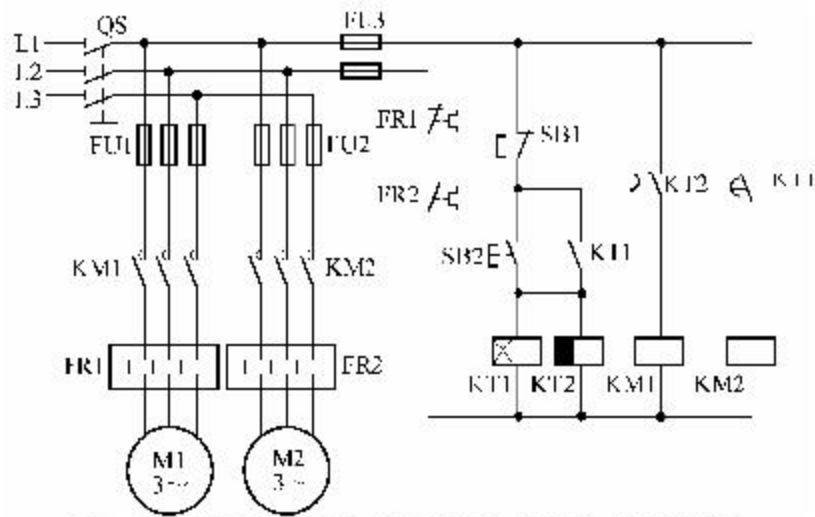 QS
FU3
L1
L2
L3
FU1
FU2
FR1
SB1
FR2
KT2
KT1
KM1
KM2
SB2
KT1
FR1
FR2
KT1
KT2
KM1
KM2
M1
3~
M2
3~